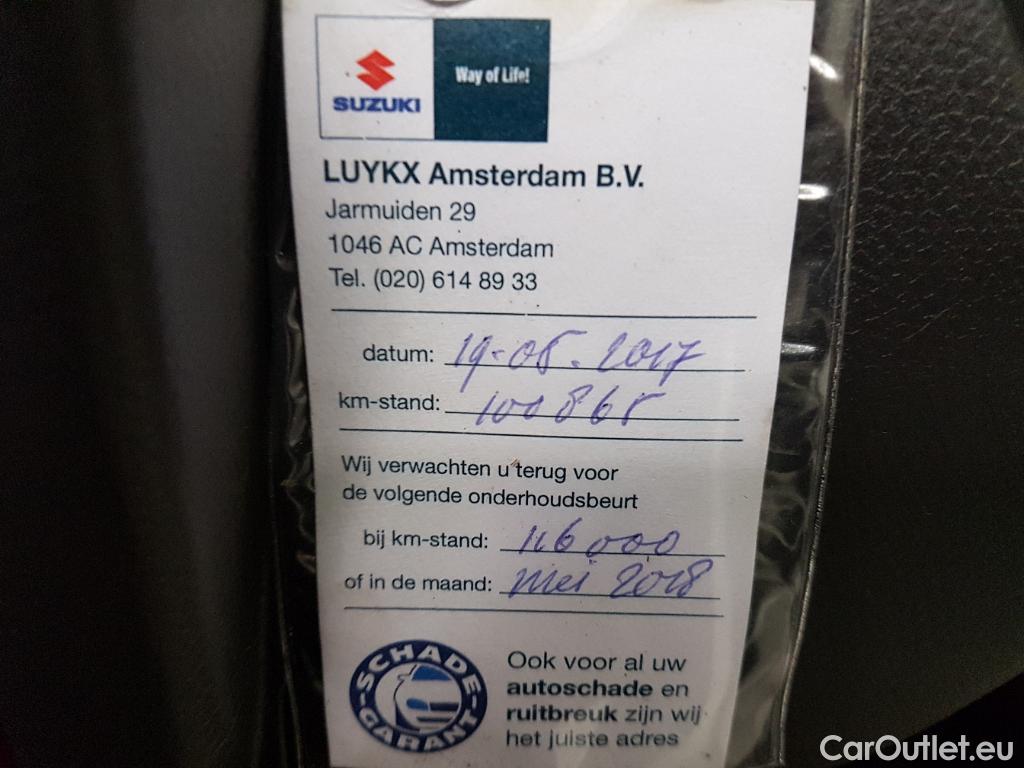 SUZUKI
Way of Life!
LUYKX Amsterdam B.V.
Jarmuiden 29
1046 AC Amsterdam
Tel. (020) 614 89 33
datum: 19-05-2017
km-stand: 100865
Wij verwachten u terug voor
de volgende onderhoudsbeurt
bij km-stand: 116000
of in de maand: mei 2018
SCHADE-GARANT
Ook voor al uw
autoschade en
ruitbreuk zijn wij
het juiste adres
CarOutlet.eu